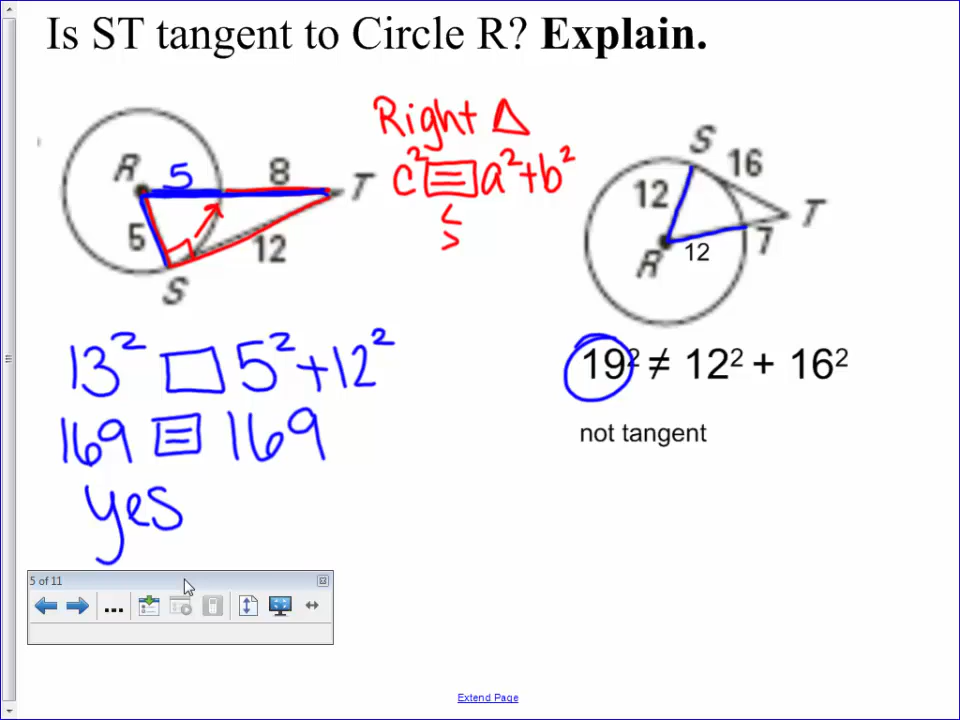 Is ST tangent to Circle R? Explain.
Right △
c² = a² + b²
<
>
R 5 8 T
5 12
S
13² □ 5² + 12²
169 = 169
yes
S
12 16
T
R 12 7
19² ≠ 12² + 16²
not tangent
5 of 11
...
Extend Page